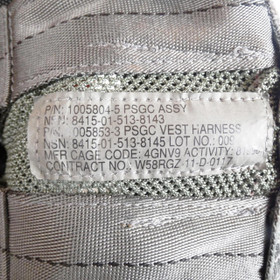 P/N: 1005804-5 PSGC ASSY
NSN: 8415-01-513-8143
P/N: 1005853-3 PSGC VEST HARNESS
NSN: 8415-01-513-8145 LOT NO.: 009
MFR CAGE CODE: 4GNV9 ACTIVITY:
CONTRACT NO.: W58RGZ-11-D-0117